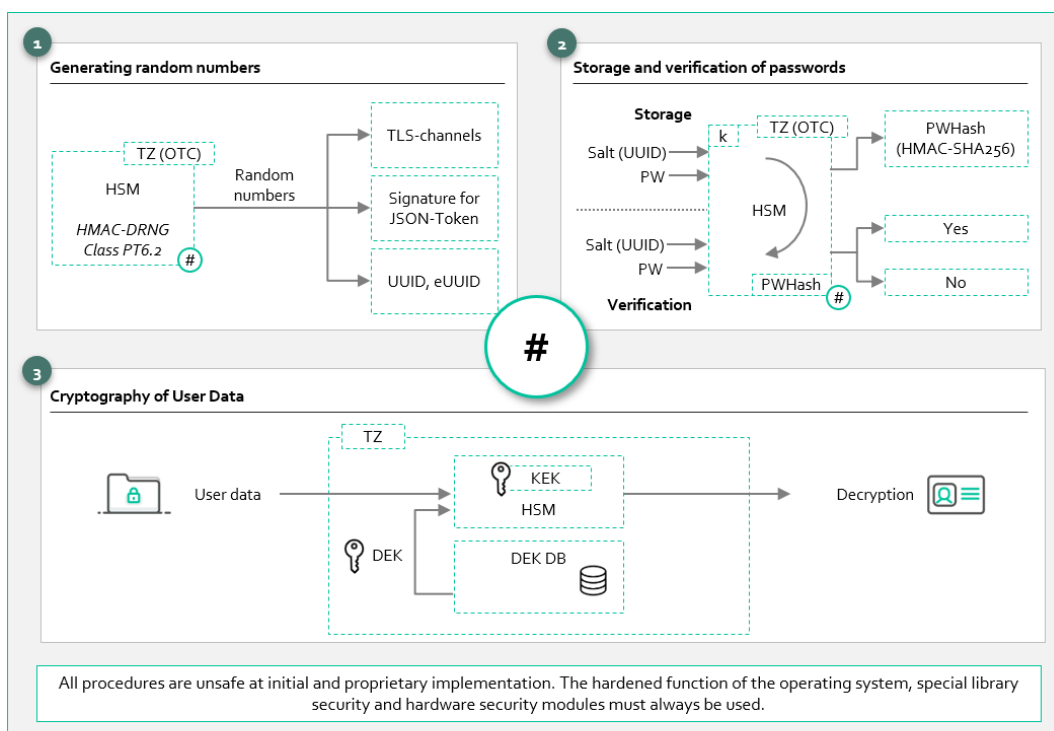 1
Generating random numbers
TZ (OTC)
HSM
HMAC-DRNG
Class PT6.2
#
Random
numbers
TLS-channels
Signature for
JSON-Token
UUID, eUUID
2
Storage and verification of passwords
Storage
k
TZ (OTC)
Salt (UUID)
PW
HSM
PWHash
(HMAC-SHA256)
Salt (UUID)
PW
Verification
PWHash
#
Yes
No
#
3
Cryptography of User Data
TZ
User data
KEK
HSM
DEK
DEK DB
Decryption
All procedures are unsafe at initial and proprietary implementation. The hardened function of the operating system, special library
security and hardware security modules must always be used.